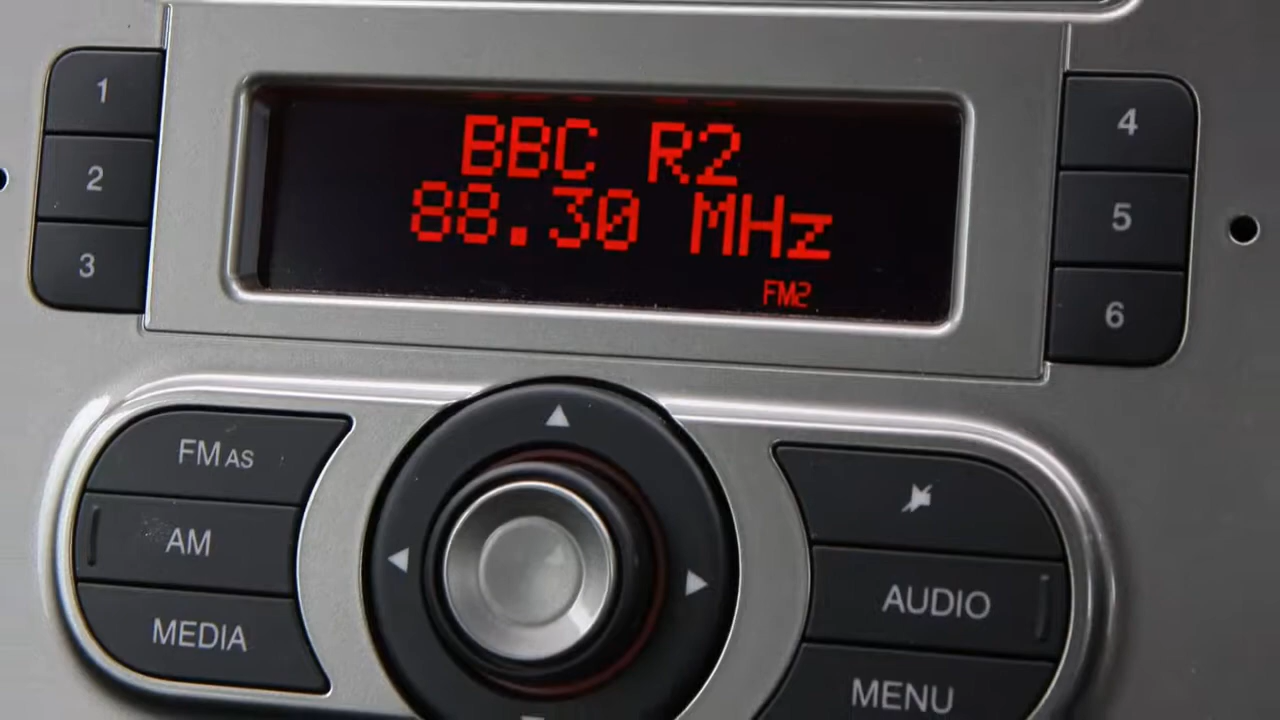 1
2
3
BBC R2
88.30 MHz
FM2
4
5
6
FM AS
AM
MEDIA
AUDIO
MENU